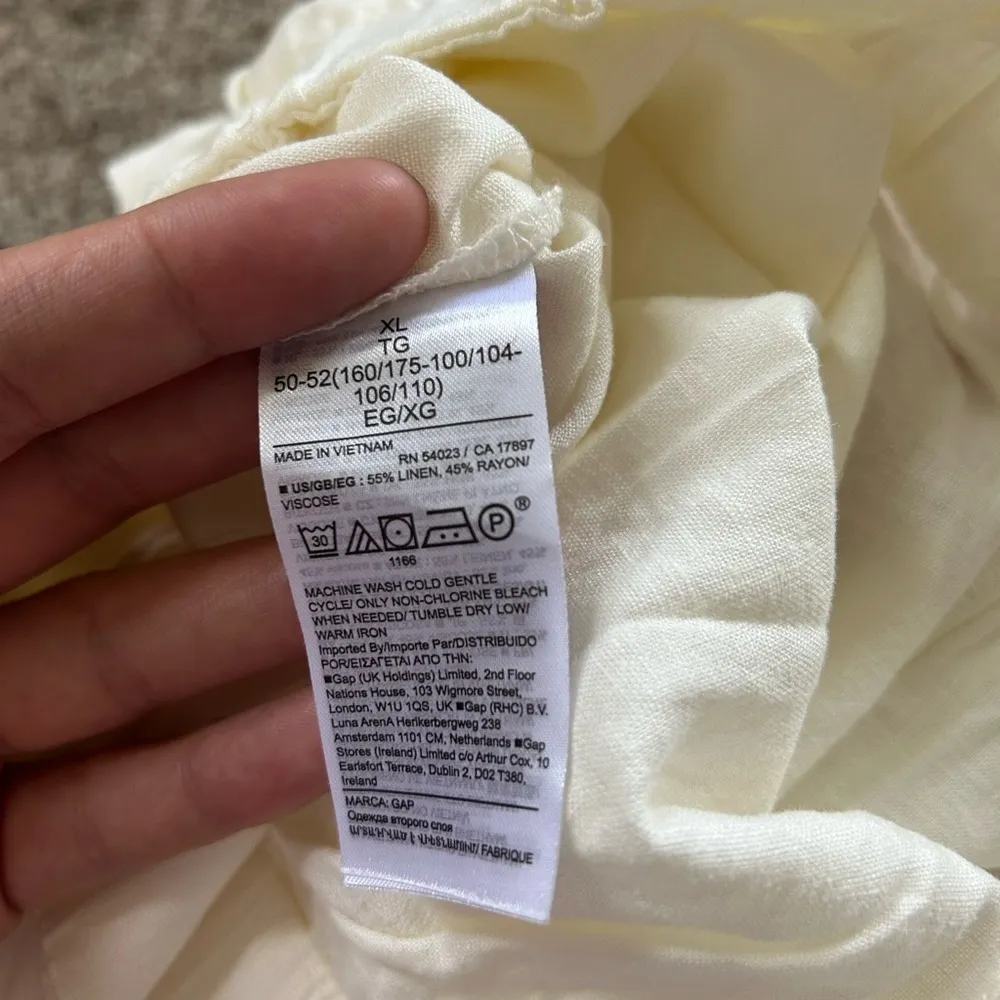 XL
TG
50-52(160/175-100/104-
106/110)
EG/XG
MADE IN VIETNAM RN 54023 / CA 17897
■ US/GB/EG : 55% LINEN, 45% RAYON/
VISCOSE
30 P ®
1166
MACHINE WASH COLD GENTLE
CYCLE/ ONLY NON-CHLORINE BLEACH
WHEN NEEDED/ TUMBLE DRY LOW/
WARM IRON
Imported By/Importe Par/DISTRIBUIDO
POR/ΕΙΣΑΓΕΤΑΙ ΑΠΟ ΤΗΝ:
■Gap (UK Holdings) Limited, 2nd Floor
Nations House, 103 Wigmore Street,
London, W1U 1QS, UK ■Gap (RHC) B.V.
Luna ArenA Herikerbergweg 238
Amsterdam 1101 CM, Netherlands ■Gap
Stores (Ireland) Limited c/o Arthur Cox, 10
Earlsfort Terrace, Dublin 2, D02 T380,
Ireland
MARCA: GAP
Одежда второго слоя
/ FABRIQUE